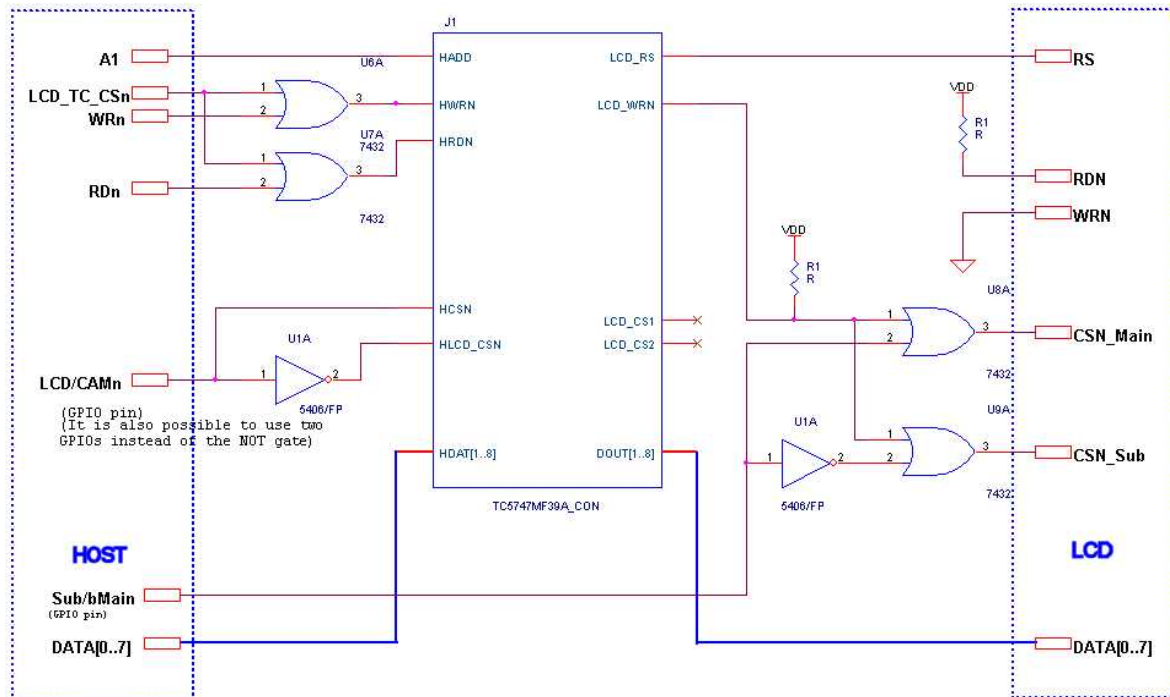 J1
A1
HADD
LCD_RS
RS
U6A
LCD_TC_CSn
1
2
3
HWRN
LCD_WRN
VDD
WRn
U7A
7432
R1
R
HRDN
1
2
3
RDn
7432
RDN
WRN
VDD
R1
R
U8A
HCSN
LCD_CS1
1
2
3
CSN_Main
U1A
HLCD_CSN
LCD_CS2
LCD/CAMn
1
2
7432
5406/FP
(GPIO pin)
(It is also possible to use two
GPIOs instead of the NOT gate)
U1A
U9A
HDAT[1..8]
DOUT[1..8]
1
2
1
2
3
CSN_Sub
5406/FP
7432
TC5747MF39A_CON
HOST
LCD
Sub/bMain
(GPIO pin)
DATA[0..7]
DATA[0..7]